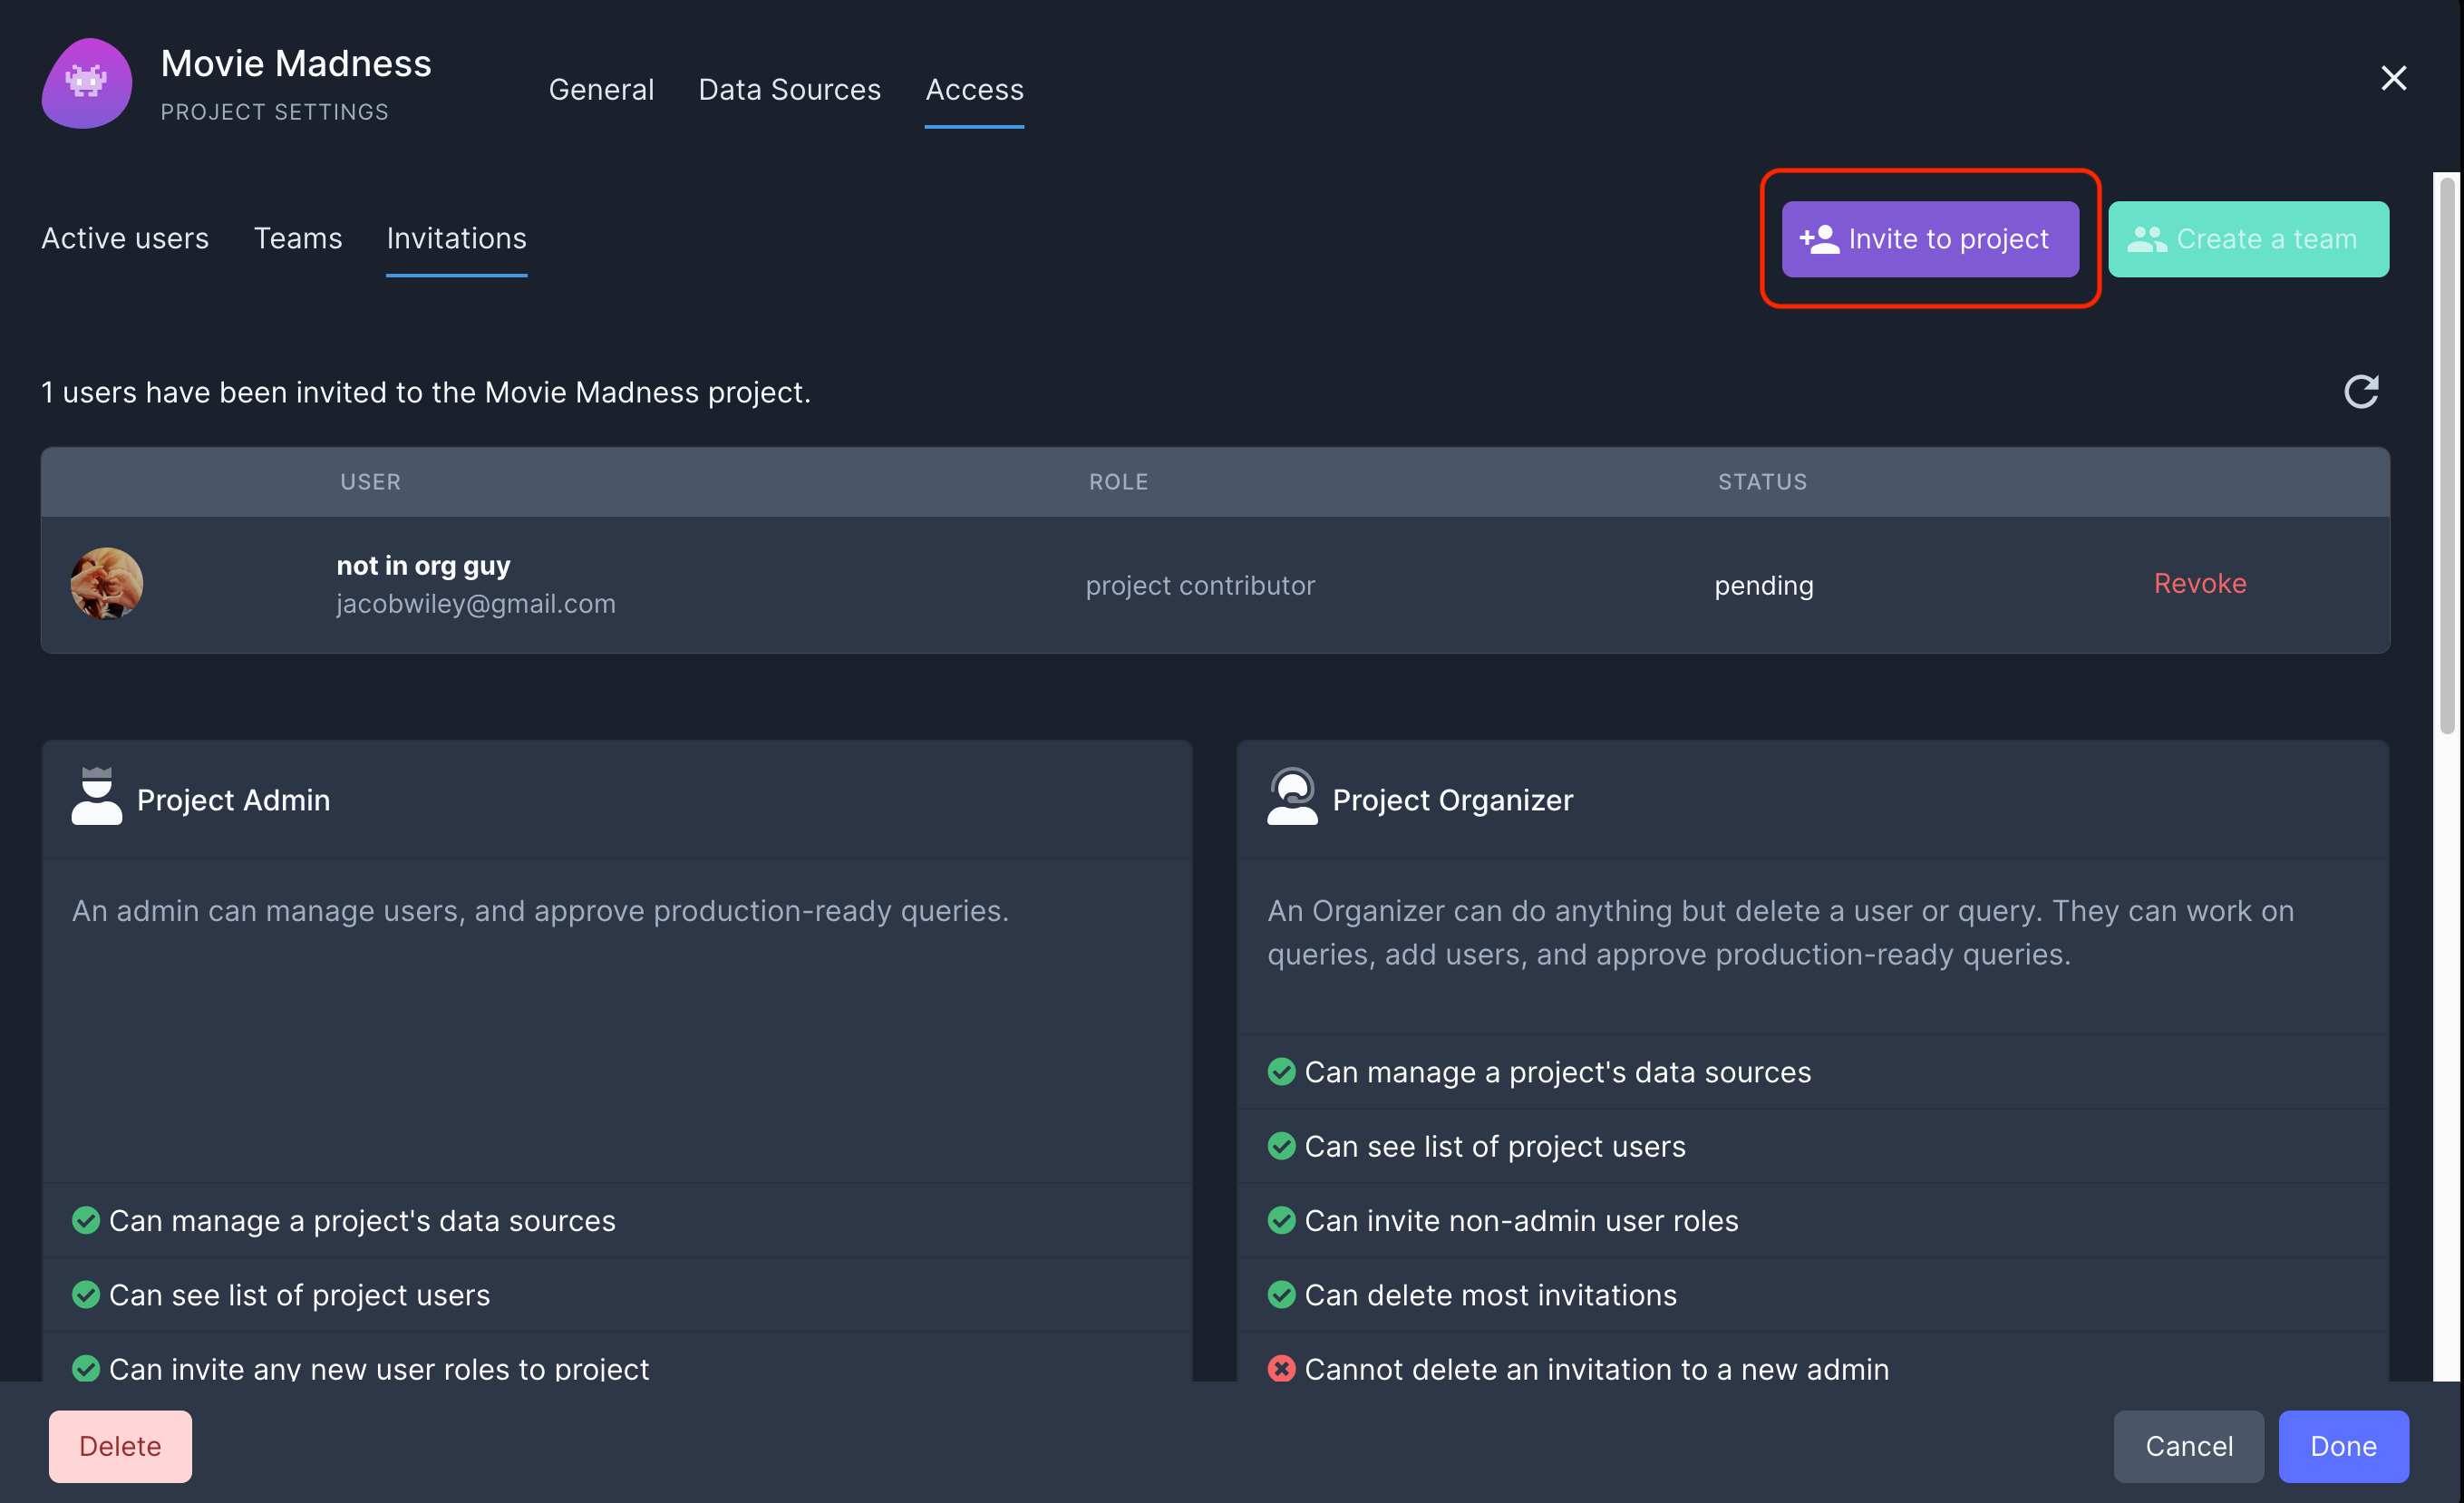 Movie Madness
PROJECT SETTINGS
General
Data Sources
Access
Active users
Teams
Invitations
Invite to project
Create a team
1 users have been invited to the Movie Madness project.
USER
ROLE
STATUS
not in org guy
jacobwiley@gmail.com
project contributor
pending
Revoke
Project Admin
An admin can manage users, and approve production-ready queries.
Can manage a project's data sources
Can see list of project users
Can invite any new user roles to project
Project Organizer
An Organizer can do anything but delete a user or query. They can work on
queries, add users, and approve production-ready queries.
Can manage a project's data sources
Can see list of project users
Can invite non-admin user roles
Can delete most invitations
Cannot delete an invitation to a new admin
Delete
Cancel
Done